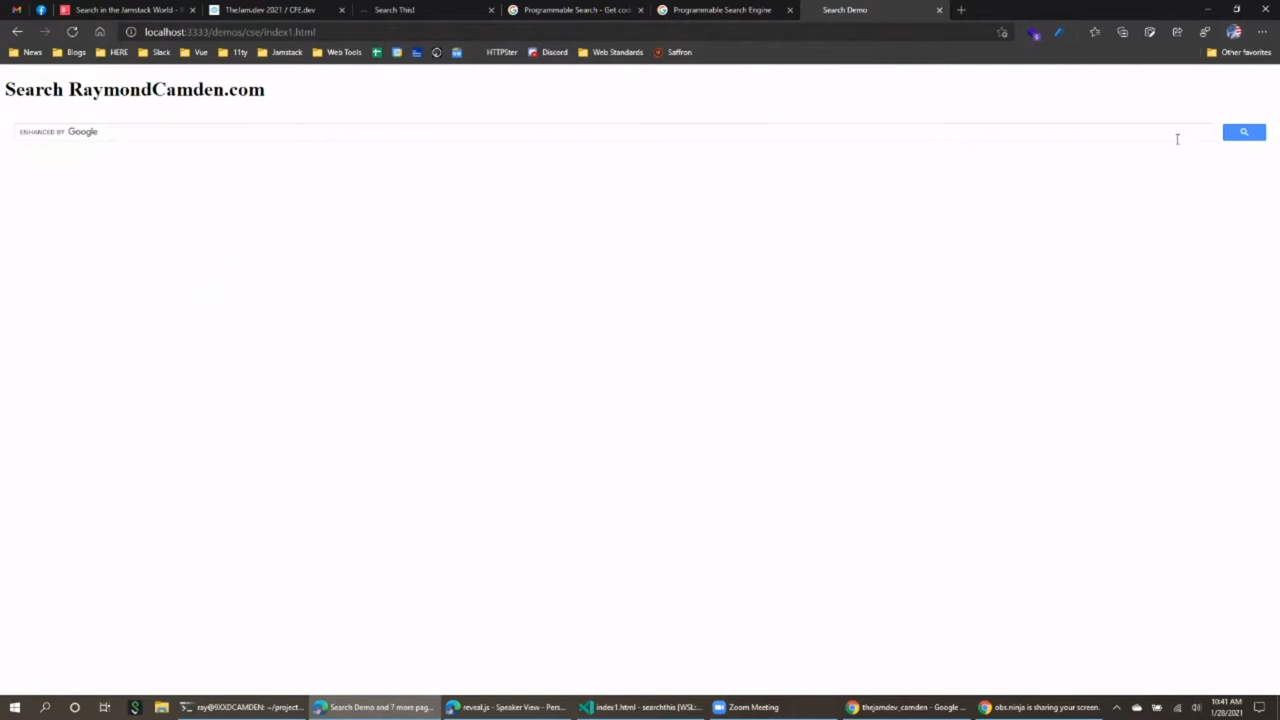 Search in the Jamstack World -
TheJam.dev 2021 / CFE.dev
Search This!
Programmable Search - Get cod
Programmable Search Engine
Search Demo
localhost:3333/demos/cse/index1.html
News
Blogs
HERE
Slack
Vue
11ty
Jamstack
Web Tools
HTTPSter
Discord
Web Standards
Saffron
Other favorites
Search RaymondCamden.com
ENHANCED BY Google
ray@9XXDCAMDEN: ~/project...
Search Demo and 7 more pag...
reveal.js - Speaker View - Pers...
index1.html - searchthis [WSL:...
Zoom Meeting
thejamdev_camden - Google ...
obs.ninja is sharing your screen.
10:41 AM
1/28/2021